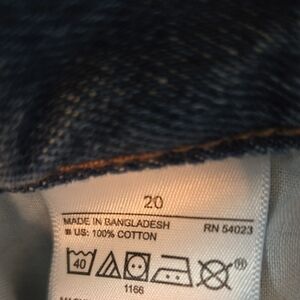 20
MADE IN BANGLADESH RN 54023
US: 100% COTTON
40 ®
1166